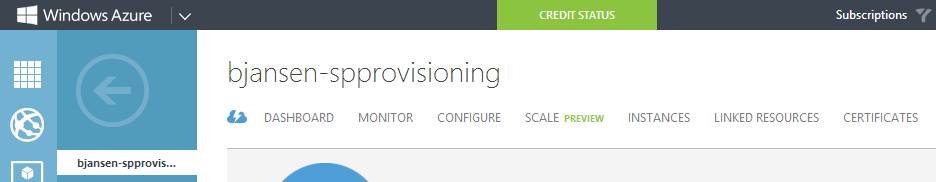 Windows Azure CREDIT STATUS Subscriptions
bjansen-spprovisioning
DASHBOARD MONITOR CONFIGURE SCALE PREVIEW INSTANCES LINKED RESOURCES CERTIFICATES
bjansen-spprovis...